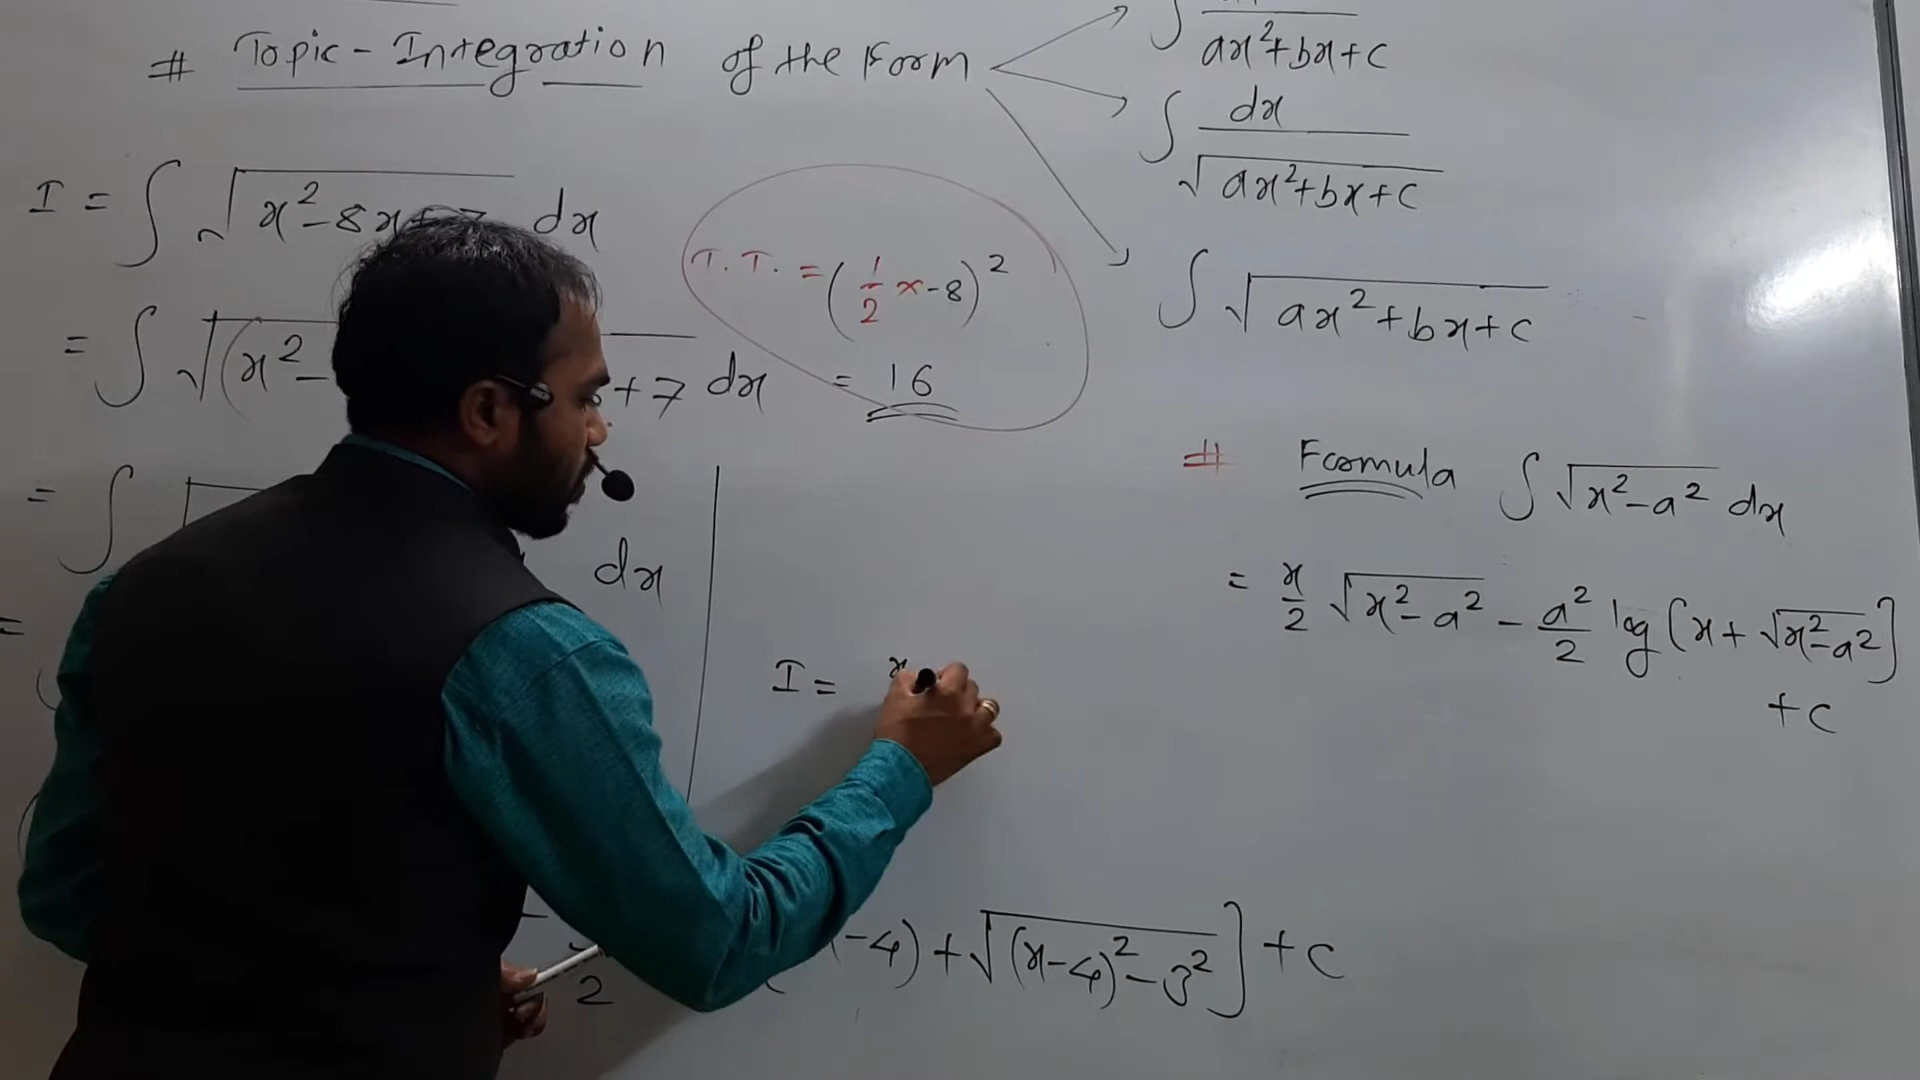 # Topic - Integration of the Form
ax²+bx+c
∫ dx/√(ax²+bx+c)
∫ √(ax²+bx+c)
I = ∫ √(x²-8x+7) dx
T.T. = (1/2 × -8)²
= 16
= ∫ √((x²- +7 dx
= ∫ √ dx
=
# Formula ∫ √(x²-a²) dx
= x/2 √(x²-a²) - a²/2 log [x + √(x²-a²)]
+c
I = x
2 -4) + √((x-4)²-3²) ] + c